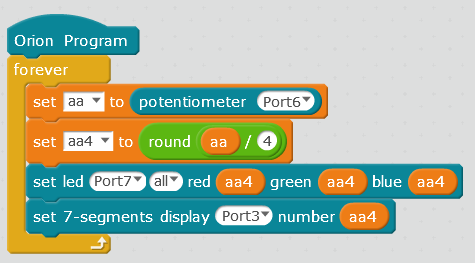 Orion Program
forever
set aa to potentiometer Port6
set aa4 to round aa / 4
set led Port7 all red aa4 green aa4 blue aa4
set 7-segments display Port3 number aa4